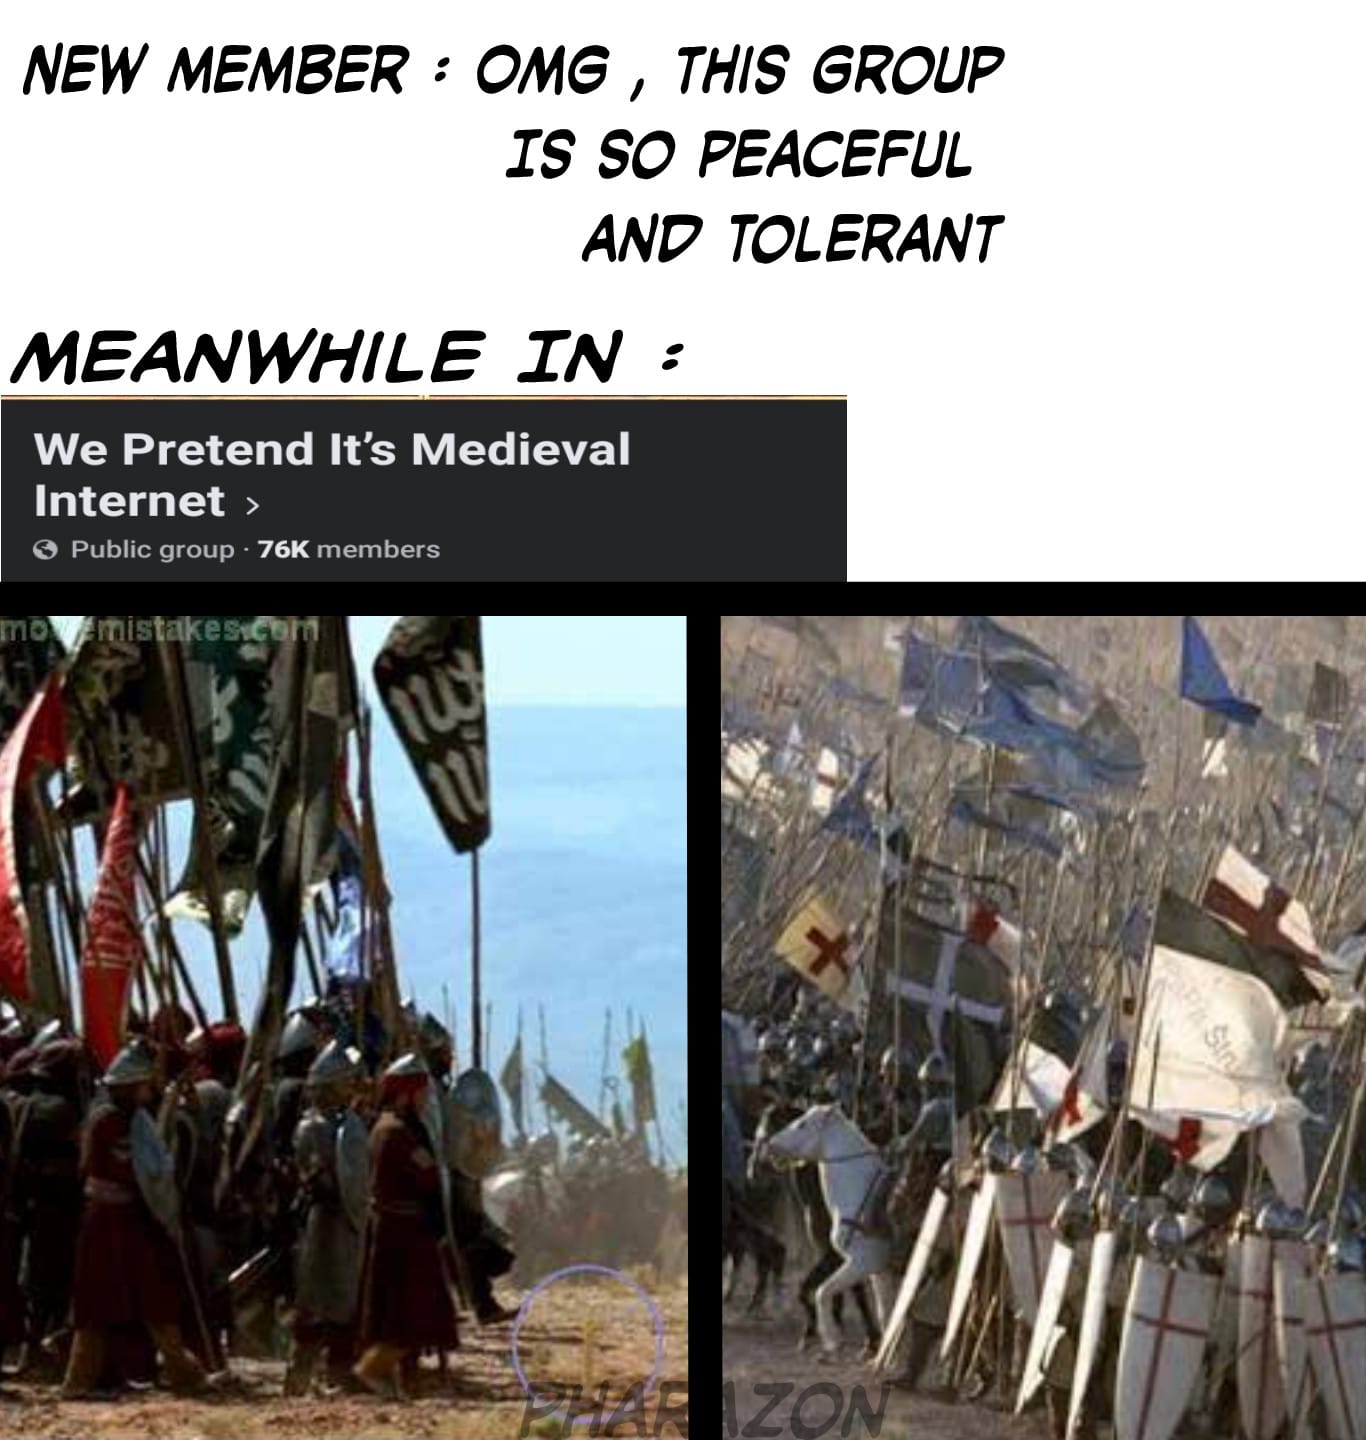 NEW MEMBER : OMG , THIS GROUP
IS SO PEACEFUL
AND TOLERANT
MEANWHILE IN :
We Pretend It's Medieval
Internet >
Public group · 76K members
PHARAZON